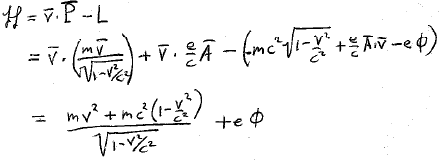 ℋ = v̄·P̄ − L
= v̄·(mv̄/√(1−v²/c²)) + v̄·e/c Ā − (−mc²√(1−v²/c²) + e/c Ā·v̄ − eϕ)
= (mv² + mc²(1−v²/c²))/√(1−v²/c²) + eϕ